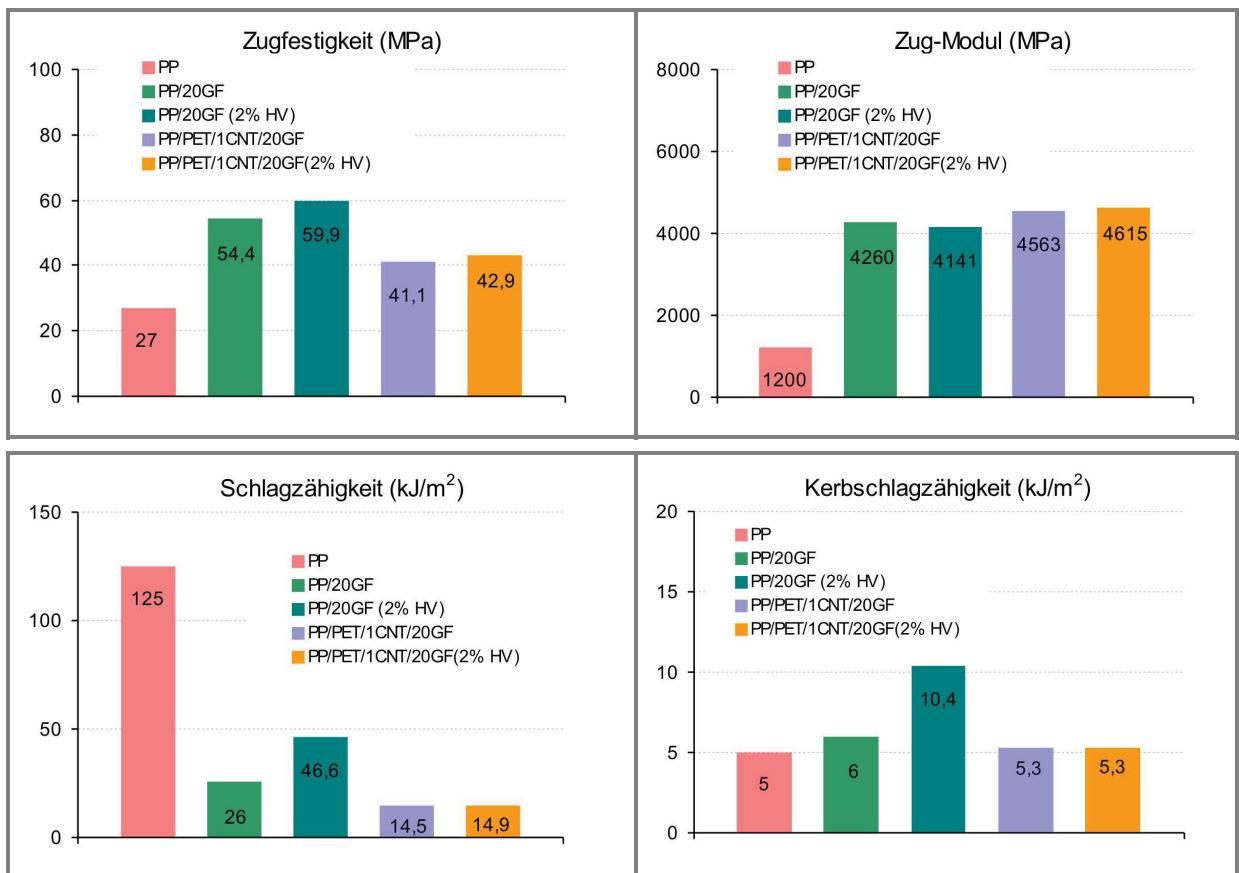 Zugfestigkeit (MPa)
100
80
60
40
20
0
PP
PP/20GF
PP/20GF (2% HV)
PP/PET/1CNT/20GF
PP/PET/1CNT/20GF(2% HV)
27
54,4
59,9
41,1
42,9
Zug-Modul (MPa)
8000
6000
4000
2000
0
PP
PP/20GF
PP/20GF (2% HV)
PP/PET/1CNT/20GF
PP/PET/1CNT/20GF(2% HV)
1200
4260
4141
4563
4615
Schlagzähigkeit (kJ/m²)
150
100
50
0
PP
PP/20GF
PP/20GF (2% HV)
PP/PET/1CNT/20GF
PP/PET/1CNT/20GF(2% HV)
125
26
46,6
14,5
14,9
Kerbschlagzähigkeit (kJ/m²)
20
15
10
5
0
PP
PP/20GF
PP/20GF (2% HV)
PP/PET/1CNT/20GF
PP/PET/1CNT/20GF(2% HV)
5
6
10,4
5,3
5,3